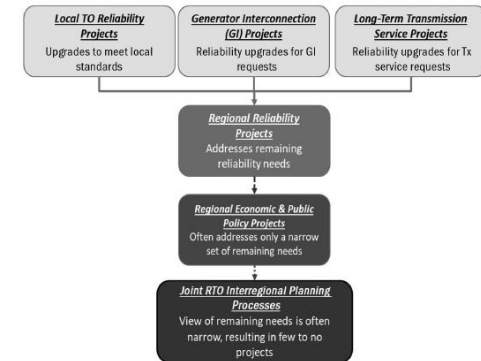 Local TO Reliability
Projects
Upgrades to meet local
standards
Generator Interconnection
(GI) Projects
Reliability upgrades for GI
requests
Long-Term Transmission
Service Projects
Reliability upgrades for Tx
service requests
Regional Reliability
Projects
Addresses remaining
reliability needs
Regional Economic & Public
Policy Projects
Often addresses only a narrow
set of remaining needs
Joint RTO Interregional Planning
Processes
View of remaining needs is often
narrow, resulting in few to no
projects